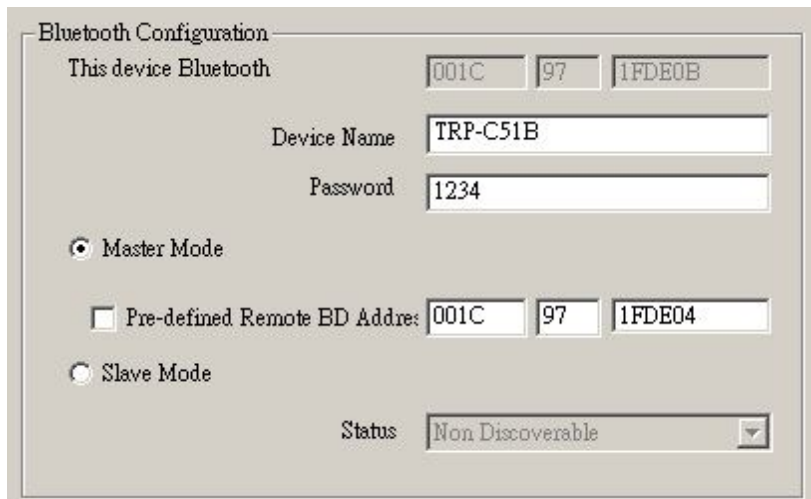 Bluetooth Configuration
This device Bluetooth 001C 97 1FDE0B
Device Name TRP-C51B
Password 1234
Master Mode
Pre-defined Remote BD Addres 001C 97 1FDE04
Slave Mode
Status Non Discoverable